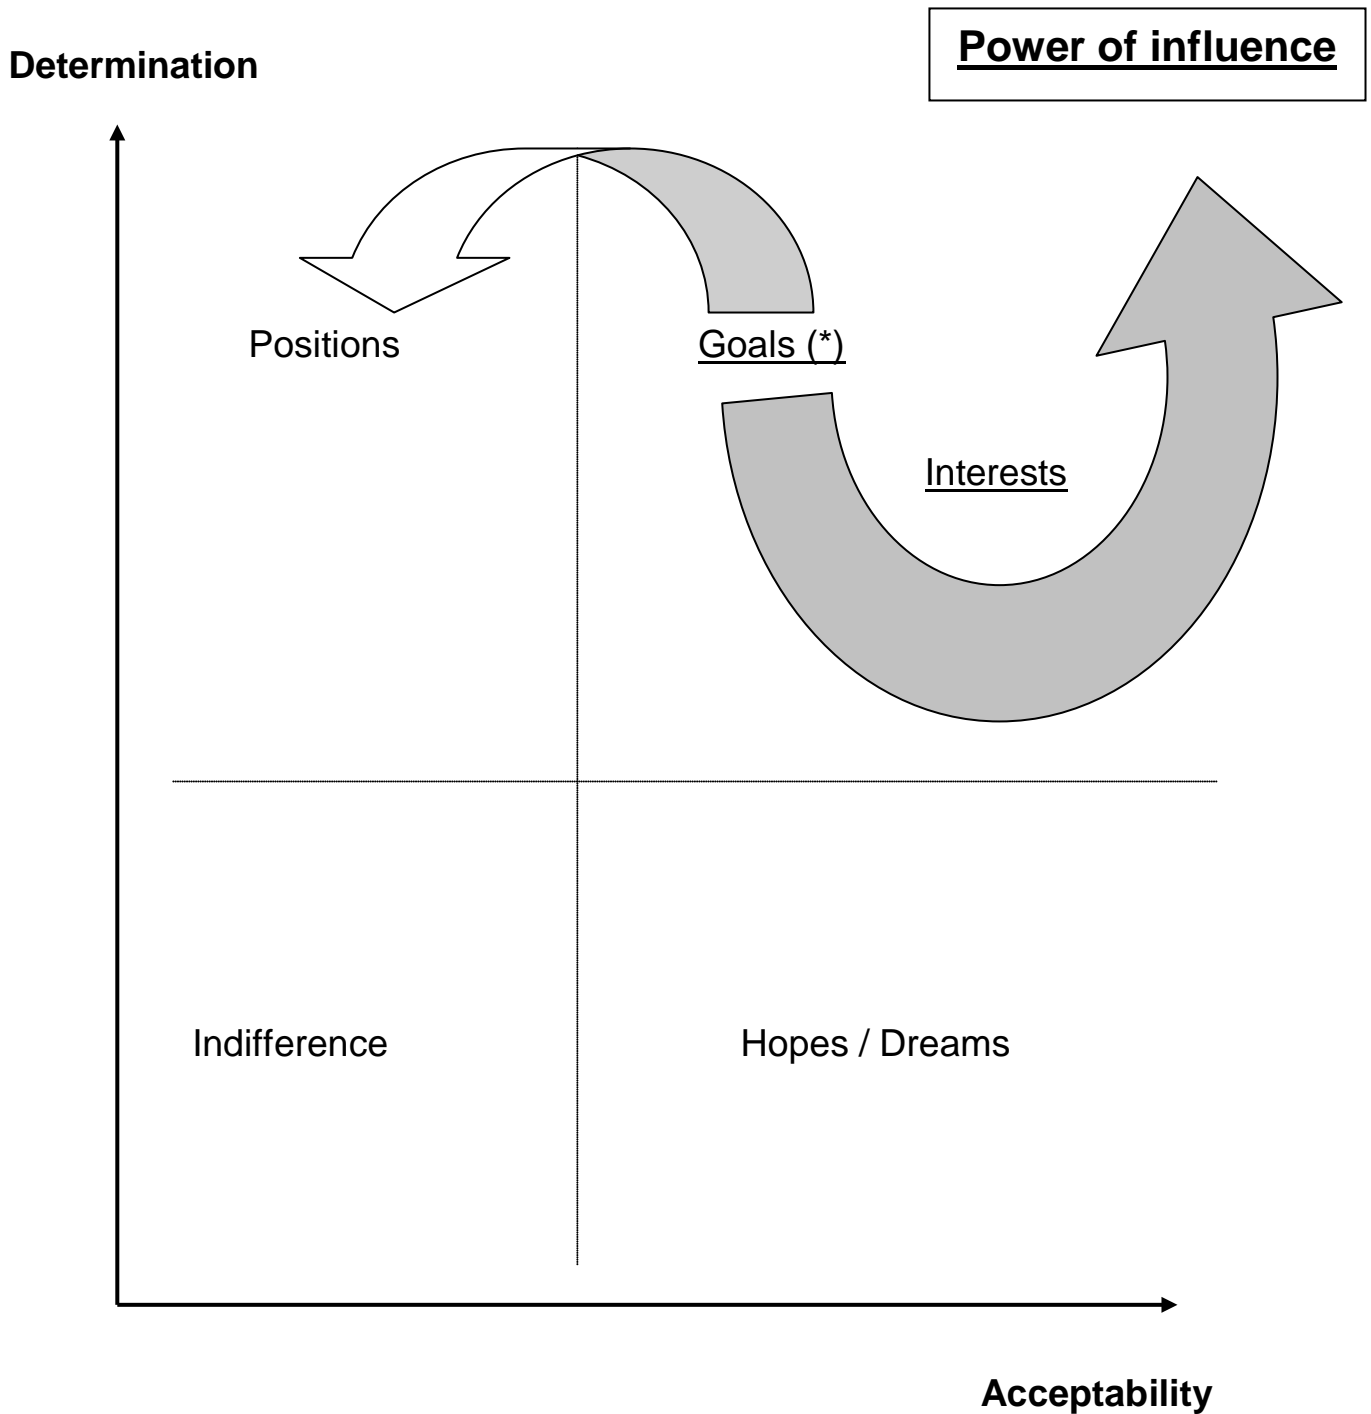 Power of influence
Determination
Positions
Goals (*)
Interests
Indifference
Hopes / Dreams
Acceptability